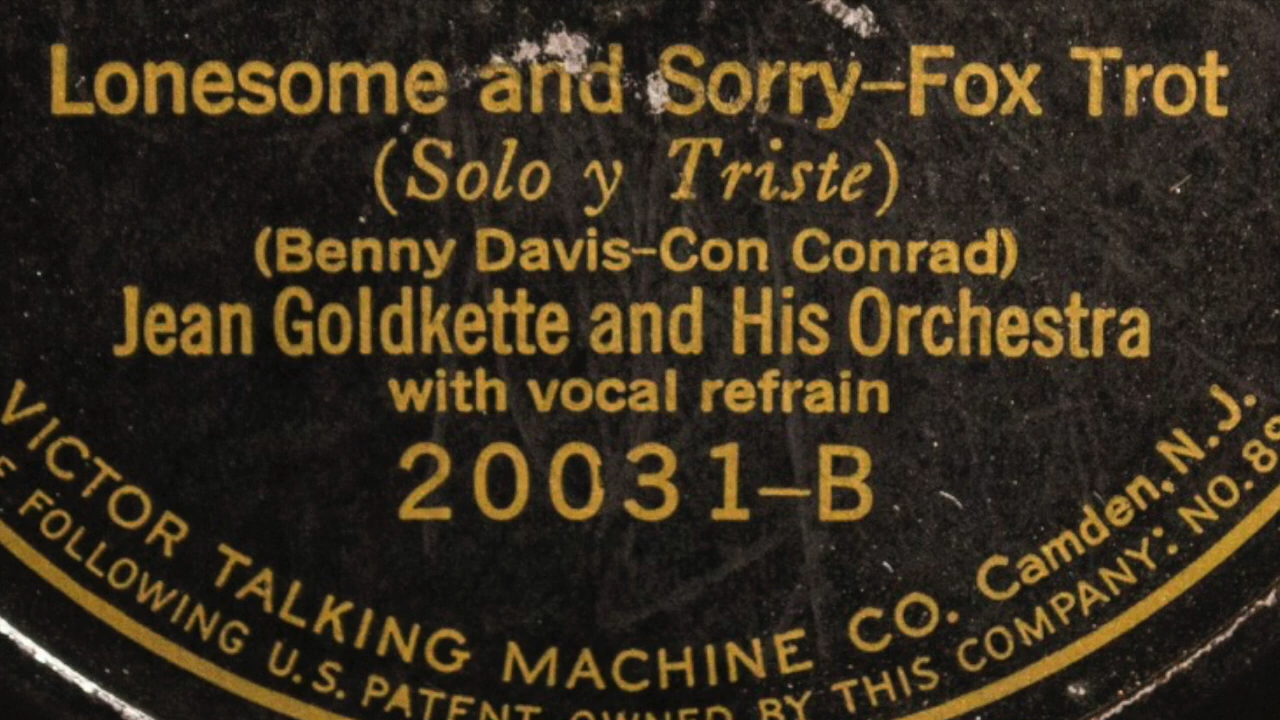 Lonesome and Sorry–Fox Trot
(Solo y Triste)
(Benny Davis–Con Conrad)
Jean Goldkette and His Orchestra
with vocal refrain
20031–B
VICTOR TALKING MACHINE CO. Camden, N. J.
FOLLOWING U.S. PATENT OWNED BY THIS COMPANY: NO.